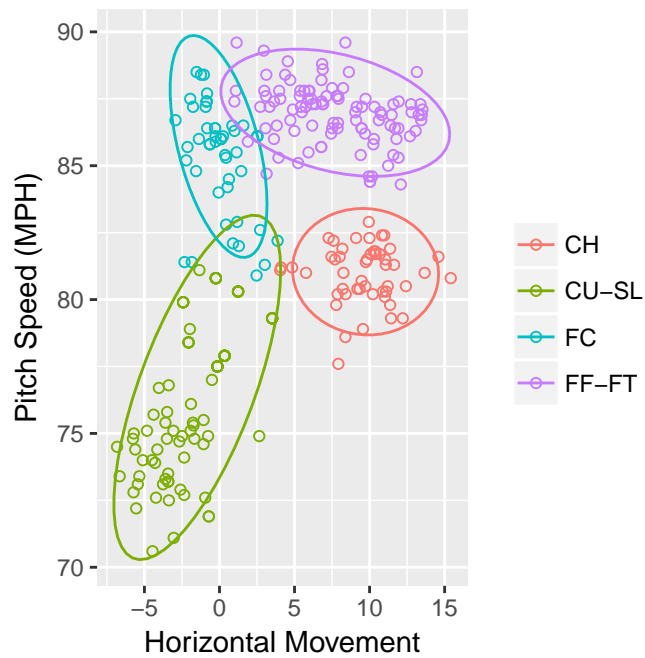 90
85
80
75
70
Pitch Speed (MPH)
−5 0 5 10 15
Horizontal Movement
CH
CU−SL
FC
FF−FT